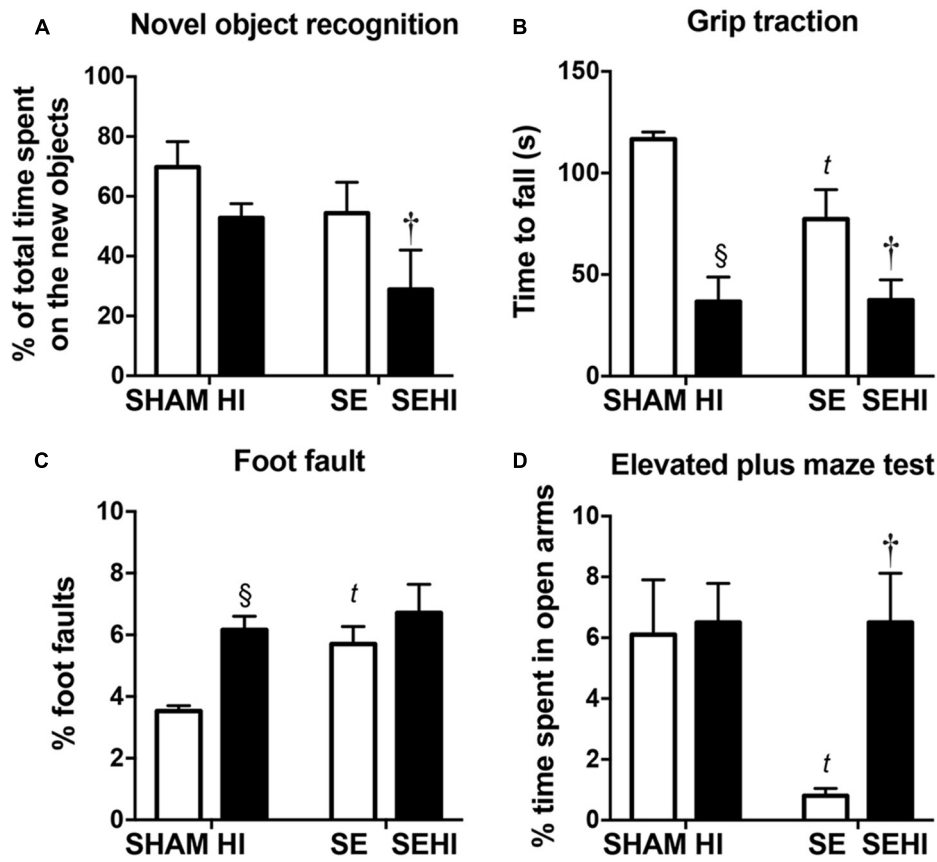 A Novel object recognition
% of total time spent
on the new objects
100
80
60
40
20
0
†
SHAM HI SE SEHI
B Grip traction
Time to fall (s)
150
100
50
0
§
t
†
SHAM HI SE SEHI
C Foot fault
% foot faults
10
8
6
4
2
0
§
t
SHAM HI SE SEHI
D Elevated plus maze test
% time spent in open arms
10
8
6
4
2
0
t
†
SHAM HI SE SEHI